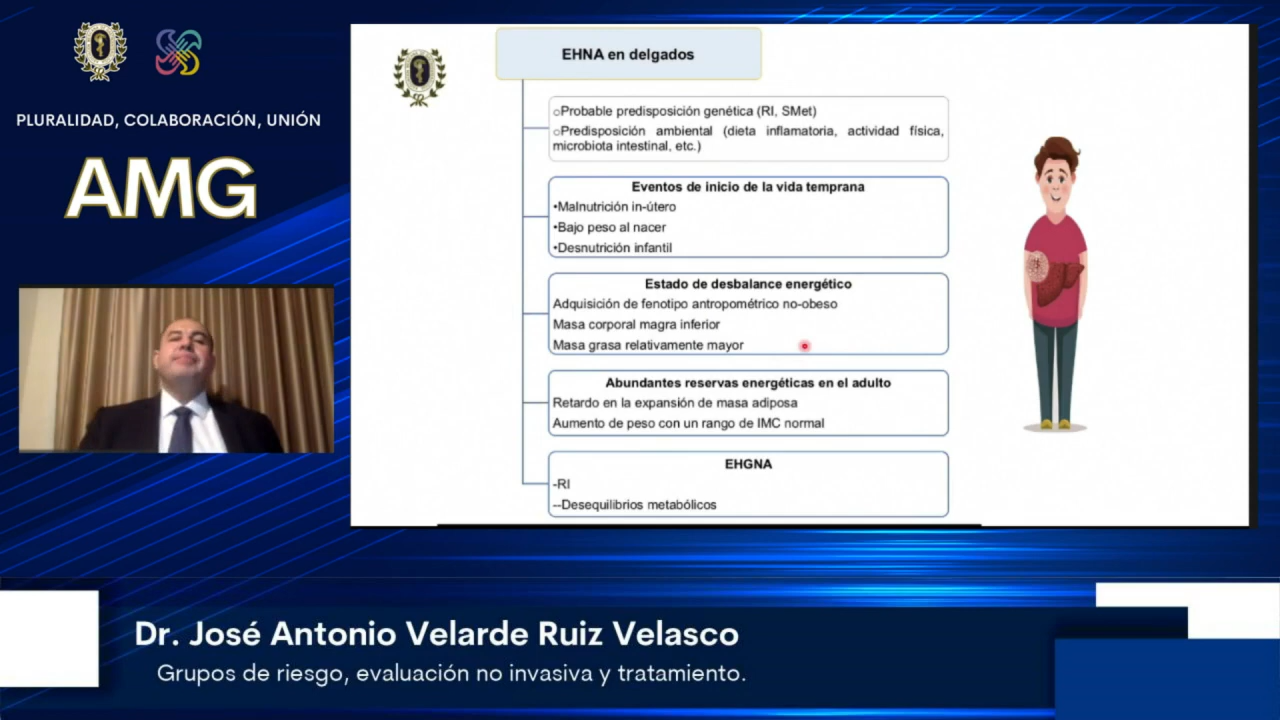 PLURALIDAD, COLABORACIÓN, UNIÓN
AMG
EHNA en delgados
oProbable predisposición genética (RI, SMet)
oPredisposición ambiental (dieta inflamatoria, actividad física,
microbiota intestinal, etc.)
Eventos de inicio de la vida temprana
•Malnutrición in-útero
•Bajo peso al nacer
•Desnutrición infantil
Estado de desbalance energético
Adquisición de fenotipo antropométrico no-obeso
Masa corporal magra inferior
Masa grasa relativamente mayor
Abundantes reservas energéticas en el adulto
Retardo en la expansión de masa adiposa
Aumento de peso con un rango de IMC normal
EHGNA
-RI
--Desequilibrios metabólicos
Dr. José Antonio Velarde Ruiz Velasco
Grupos de riesgo, evaluación no invasiva y tratamiento.